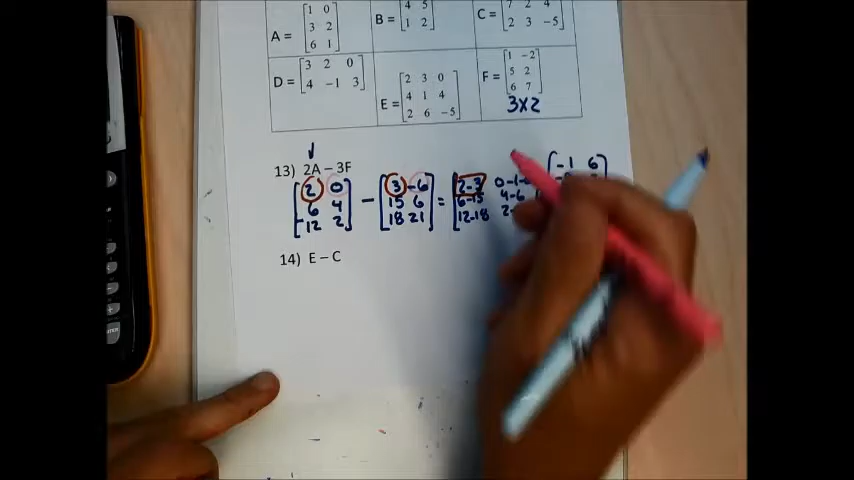 A = [1 0
3 2
6 1]
B = [4 5
1 2]
C = [7 2 4
2 3 -5]
D = [3 2 0
4 -1 3]
E = [2 3 0
4 1 4
2 6 -5]
F = [1 -2
5 2
6 7]
3x2
13) 2A - 3F
[2 0
6 4
12 2] - [3 -6
15 6
18 21] = [2-3
6-15 4-6
12-18
[-1 6
14) E - C